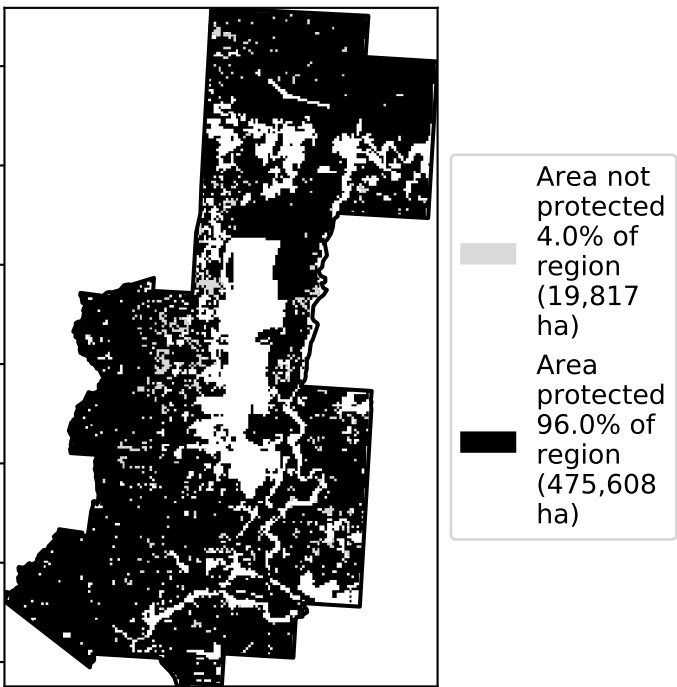 Area not
protected
4.0% of
region
(19,817
ha)
Area
protected
96.0% of
region
(475,608
ha)